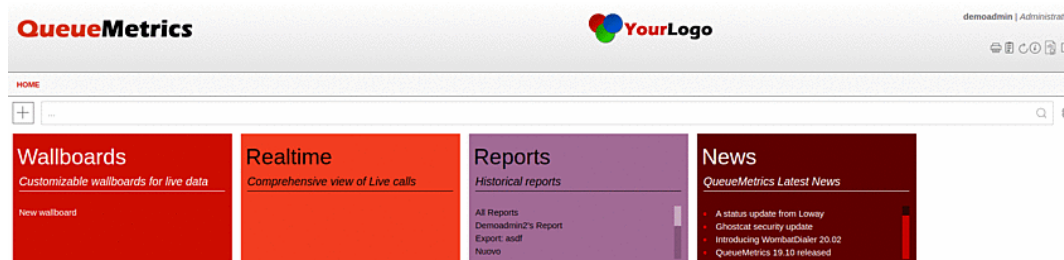 QueueMetrics
YourLogo
demoadmin | Administrat
HOME
...
Wallboards
Customizable wallboards for live data
New wallboard
Realtime
Comprehensive view of Live calls
Reports
Historical reports
All Reports
Demoadmin2's Report
Export: asdf
Nuovo
News
QueueMetrics Latest News
A status update from Loway
Ghostcat security update
Introducing WombatDialer 20.02
QueueMetrics 19.10 released